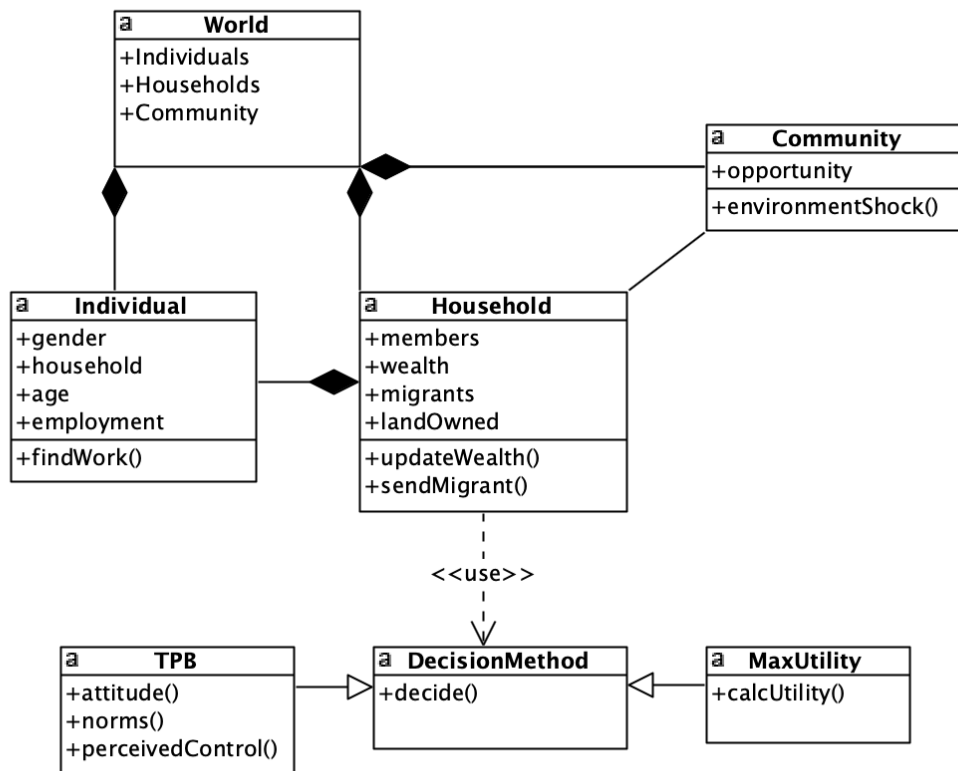 a World
+Individuals
+Households
+Community
a Community
+opportunity
+environmentShock()
a Individual
+gender
+household
+age
+employment
+findWork()
a Household
+members
+wealth
+migrants
+landOwned
+updateWealth()
+sendMigrant()
<<use>>
a TPB
+attitude()
+norms()
+perceivedControl()
a DecisionMethod
+decide()
a MaxUtility
+calcUtility()